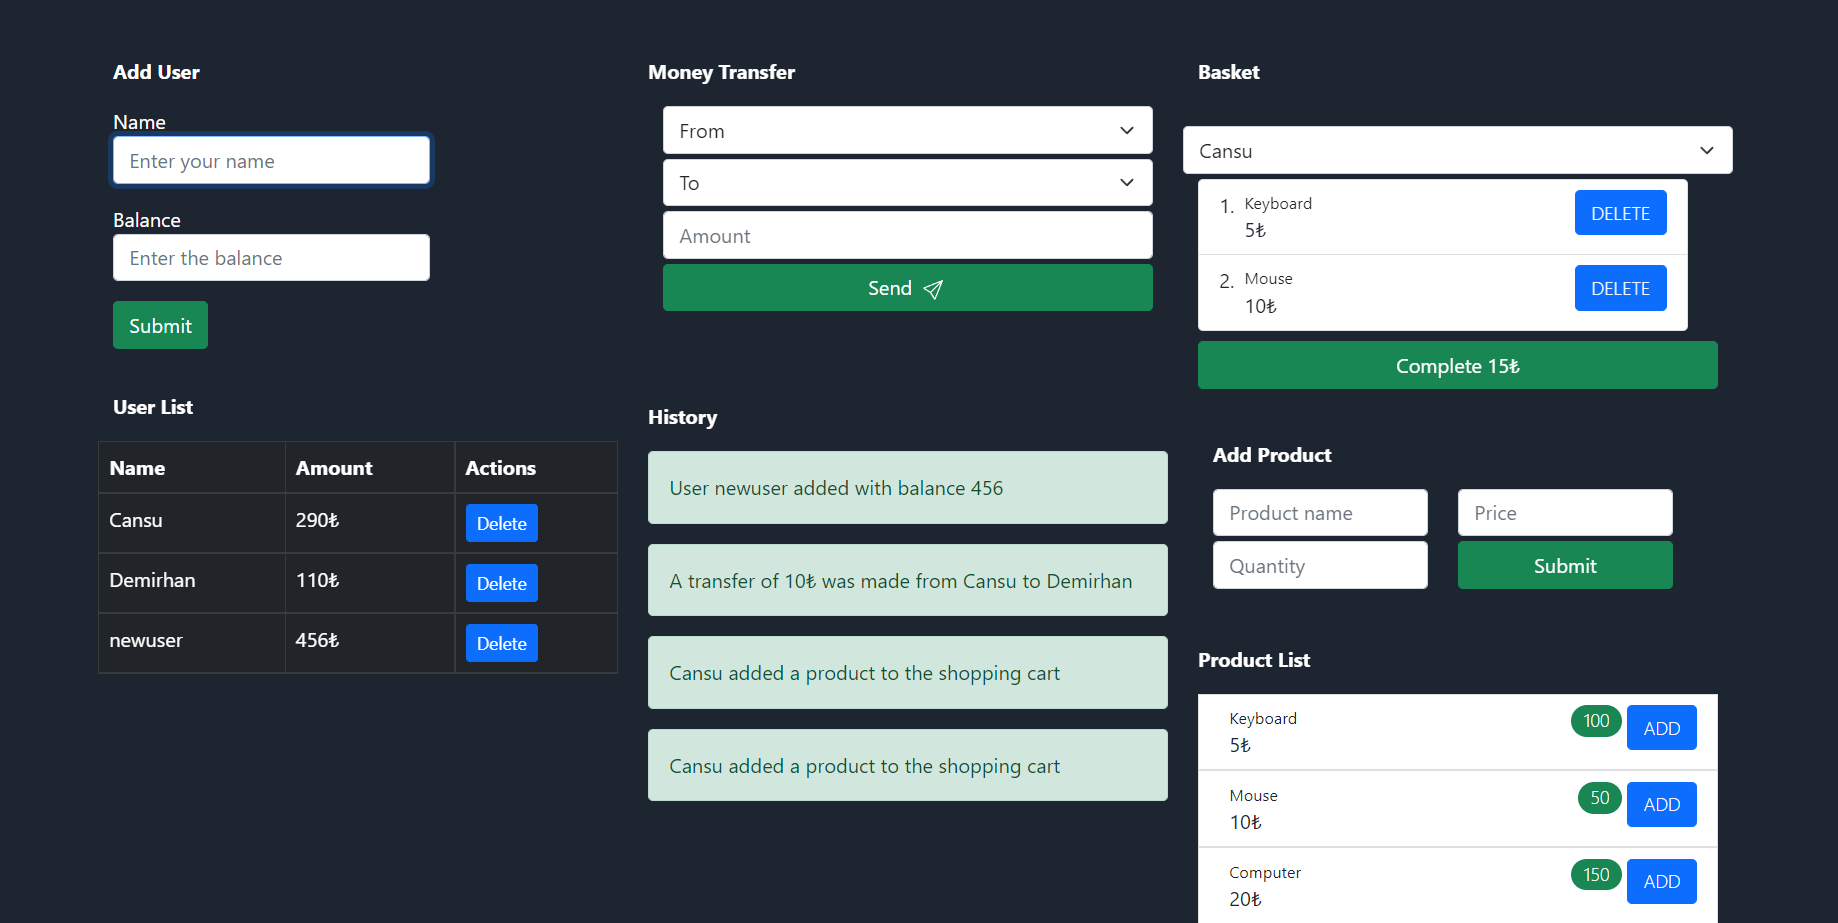 Add User
Name
Enter your name
Balance
Enter the balance
Submit
User List
Name Amount Actions
Cansu 290₺ Delete
Demirhan 110₺ Delete
newuser 456₺ Delete
Money Transfer
From
To
Amount
Send
History
User newuser added with balance 456
A transfer of 10₺ was made from Cansu to Demirhan
Cansu added a product to the shopping cart
Cansu added a product to the shopping cart
Basket
Cansu
1. Keyboard
5₺
DELETE
2. Mouse
10₺
DELETE
Complete 15₺
Add Product
Product name
Price
Quantity
Submit
Product List
Keyboard
5₺
100 ADD
Mouse
10₺
50 ADD
Computer
20₺
150 ADD